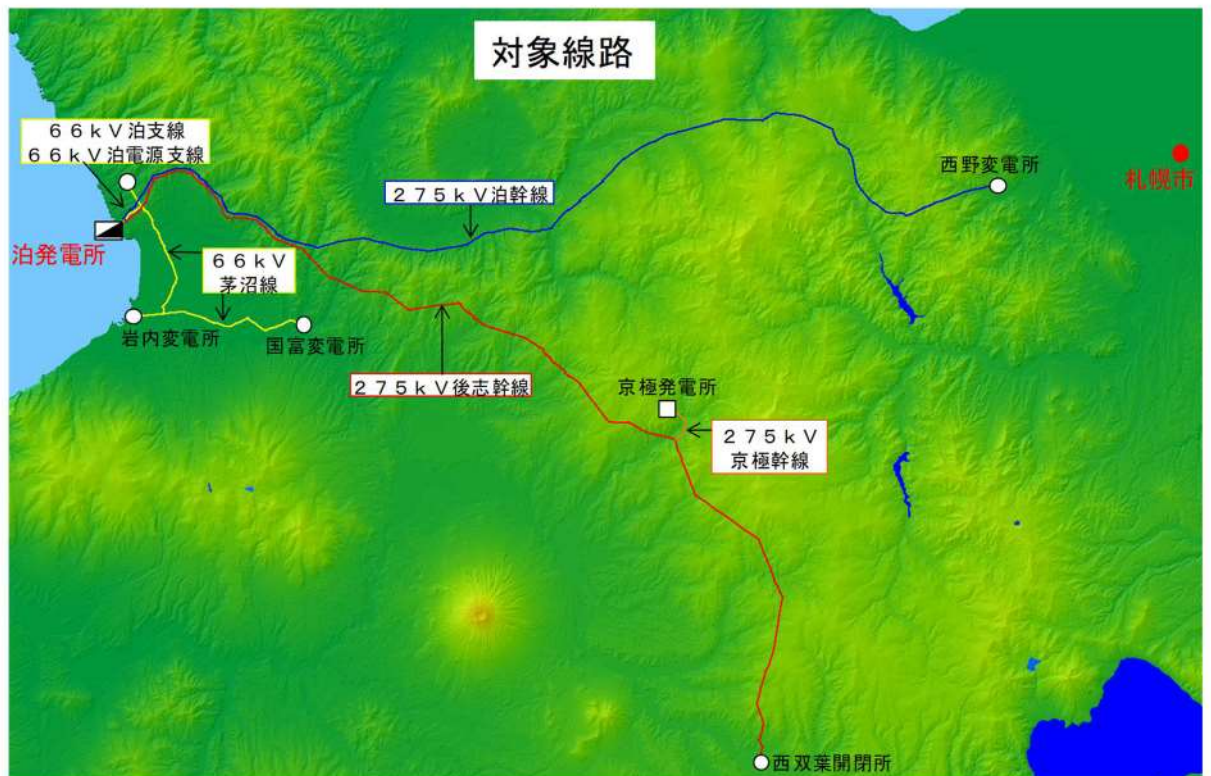 対象線路
６６ｋＶ泊支線
６６ｋＶ泊電源支線
２７５ｋＶ泊幹線
西野変電所
札幌市
泊発電所
６６ｋＶ
茅沼線
岩内変電所
国富変電所
２７５ｋＶ後志幹線
京極発電所
２７５ｋＶ
京極幹線
西双葉開閉所